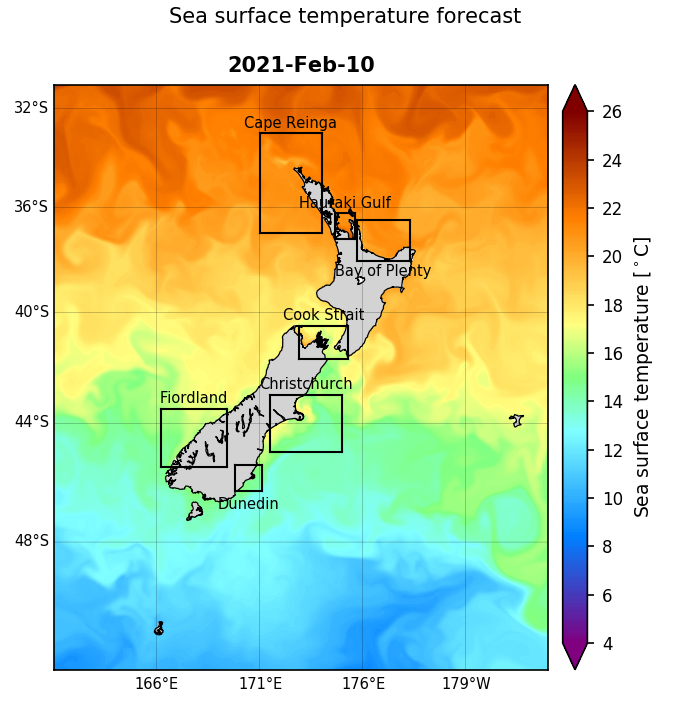 Sea surface temperature forecast
2021-Feb-10
32°S
36°S
40°S
44°S
48°S
Cape Reinga
Hauraki Gulf
Bay of Plenty
Cook Strait
Christchurch
Fiordland
Dunedin
166°E 171°E 176°E 179°W
26
24
22
20
18
16
14
12
10
8
6
4
Sea surface temperature [°C]